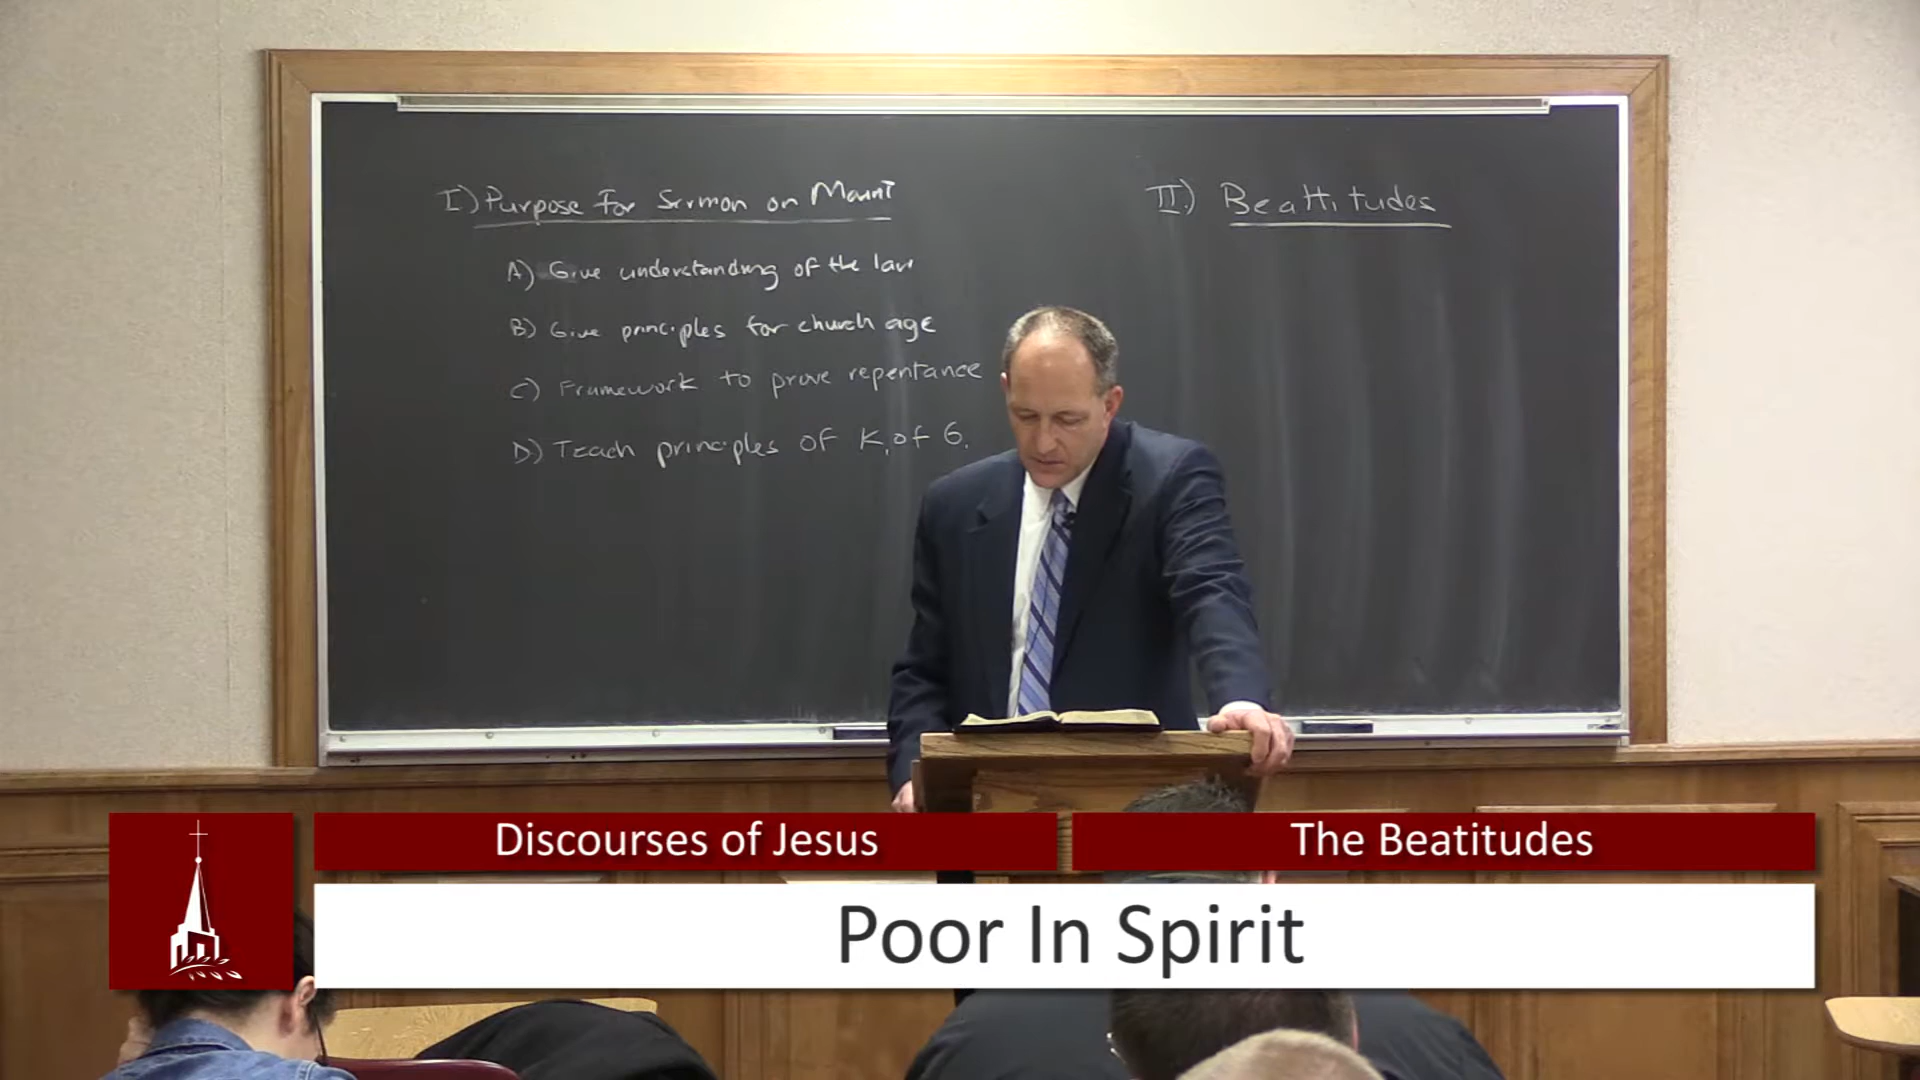 I) Purpose for Sermon on Mount
A) Give understanding of the law
B) Give principles for church age
C) Framework to prove repentance
D) Teach principles of K. of G.
II.) Beattitudes
Discourses of Jesus
The Beatitudes
Poor In Spirit